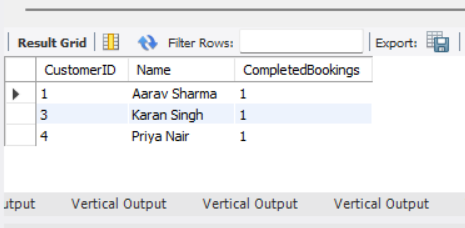 Result Grid Filter Rows: Export:
CustomerID Name CompletedBookings
1 Aarav Sharma 1
3 Karan Singh 1
4 Priya Nair 1
utput Vertical Output Vertical Output Vertical Output